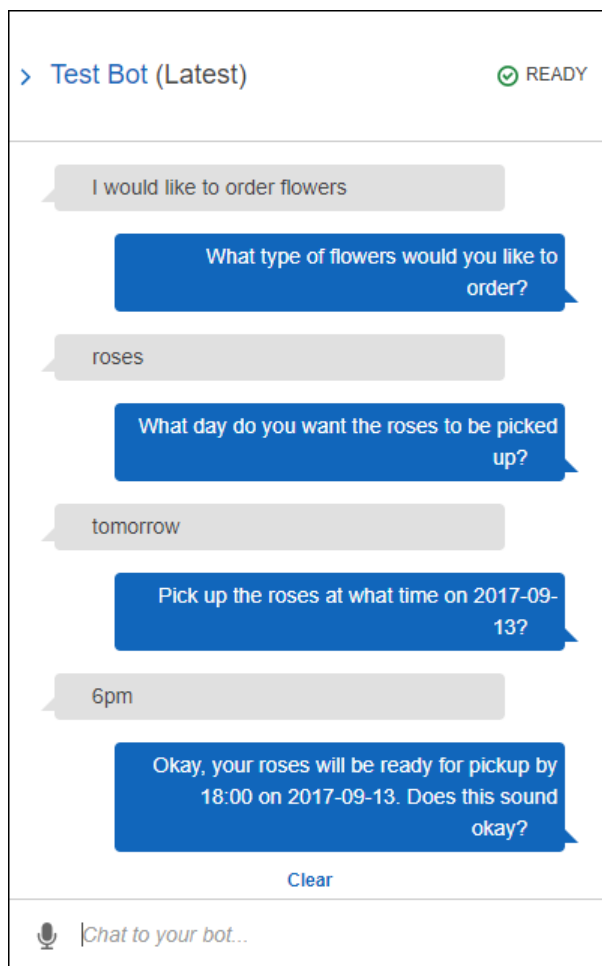 Test Bot (Latest)
READY
I would like to order flowers
What type of flowers would you like to
order?
roses
What day do you want the roses to be picked
up?
tomorrow
Pick up the roses at what time on 2017-09-
13?
6pm
Okay, your roses will be ready for pickup by
18:00 on 2017-09-13. Does this sound
okay?
Clear
Chat to your bot...